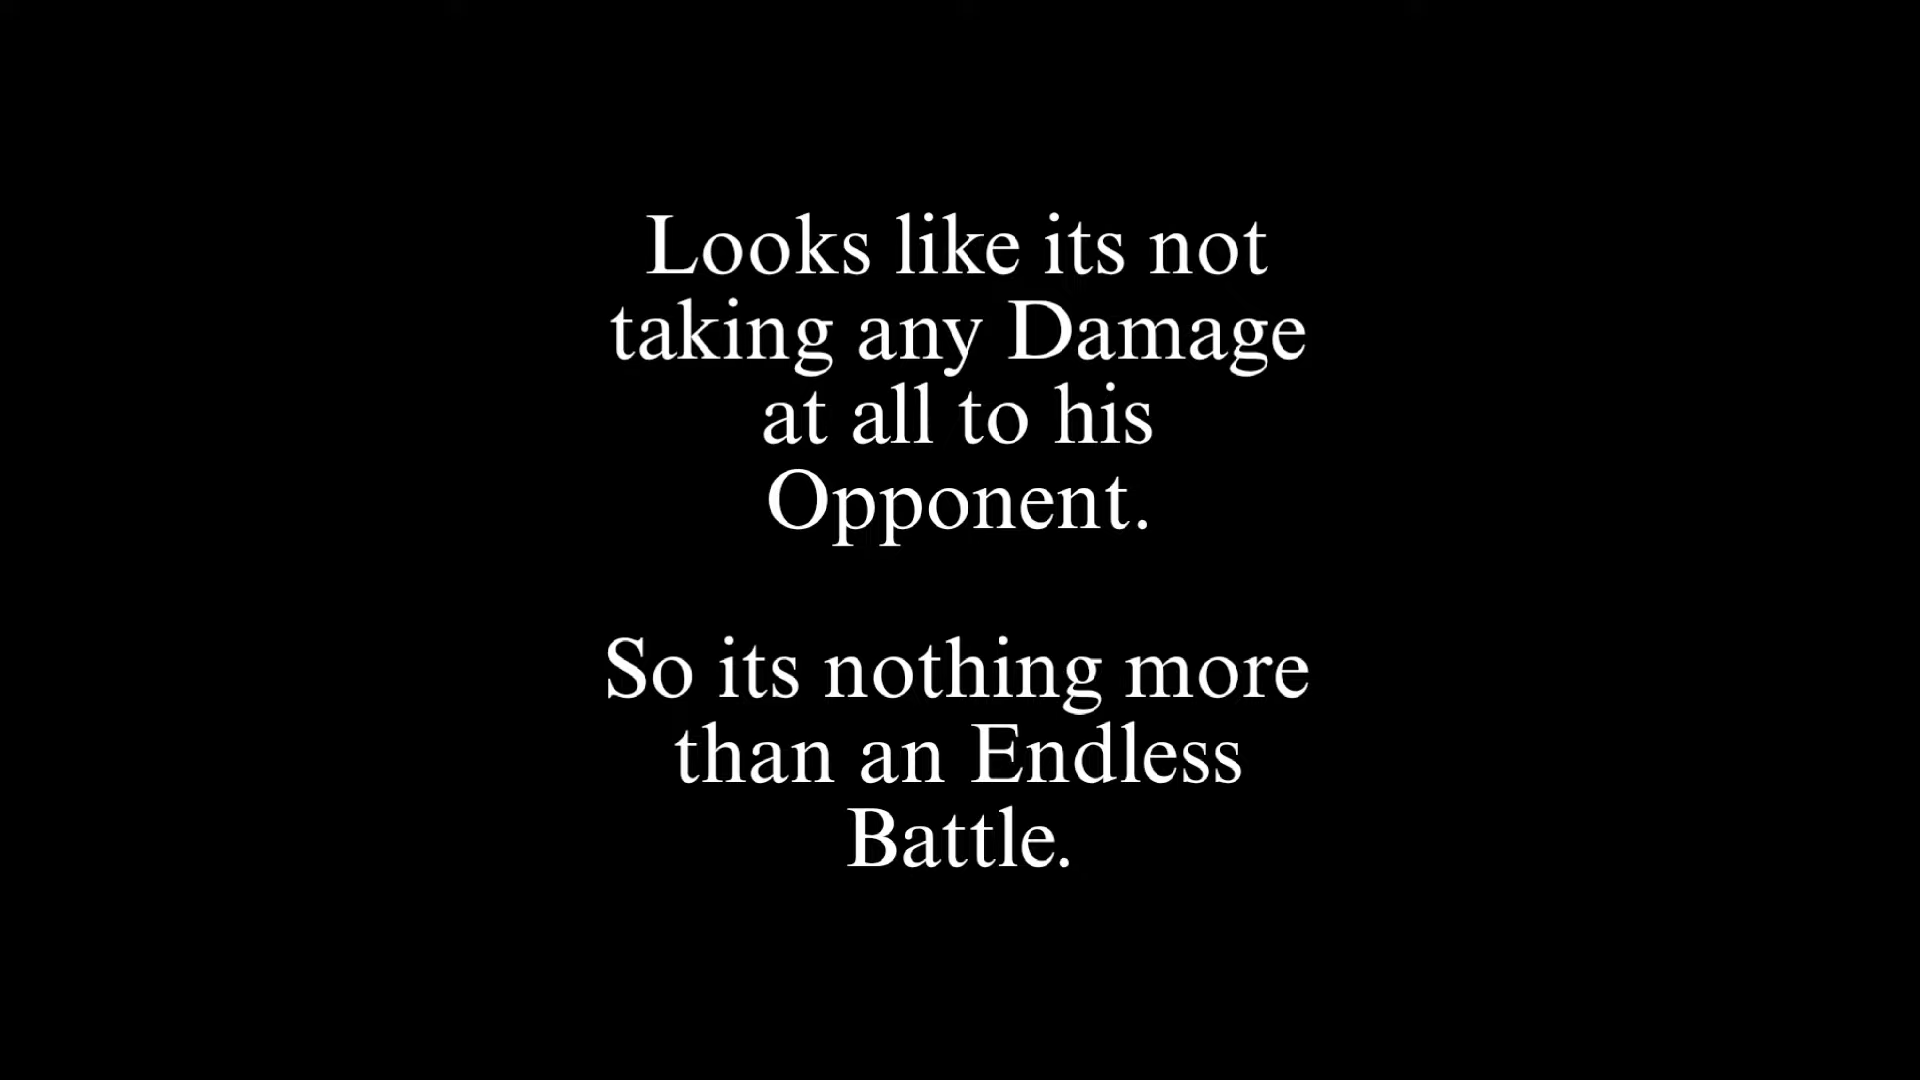 Looks like its not
taking any Damage
at all to his
Opponent.
So its nothing more
than an Endless
Battle.